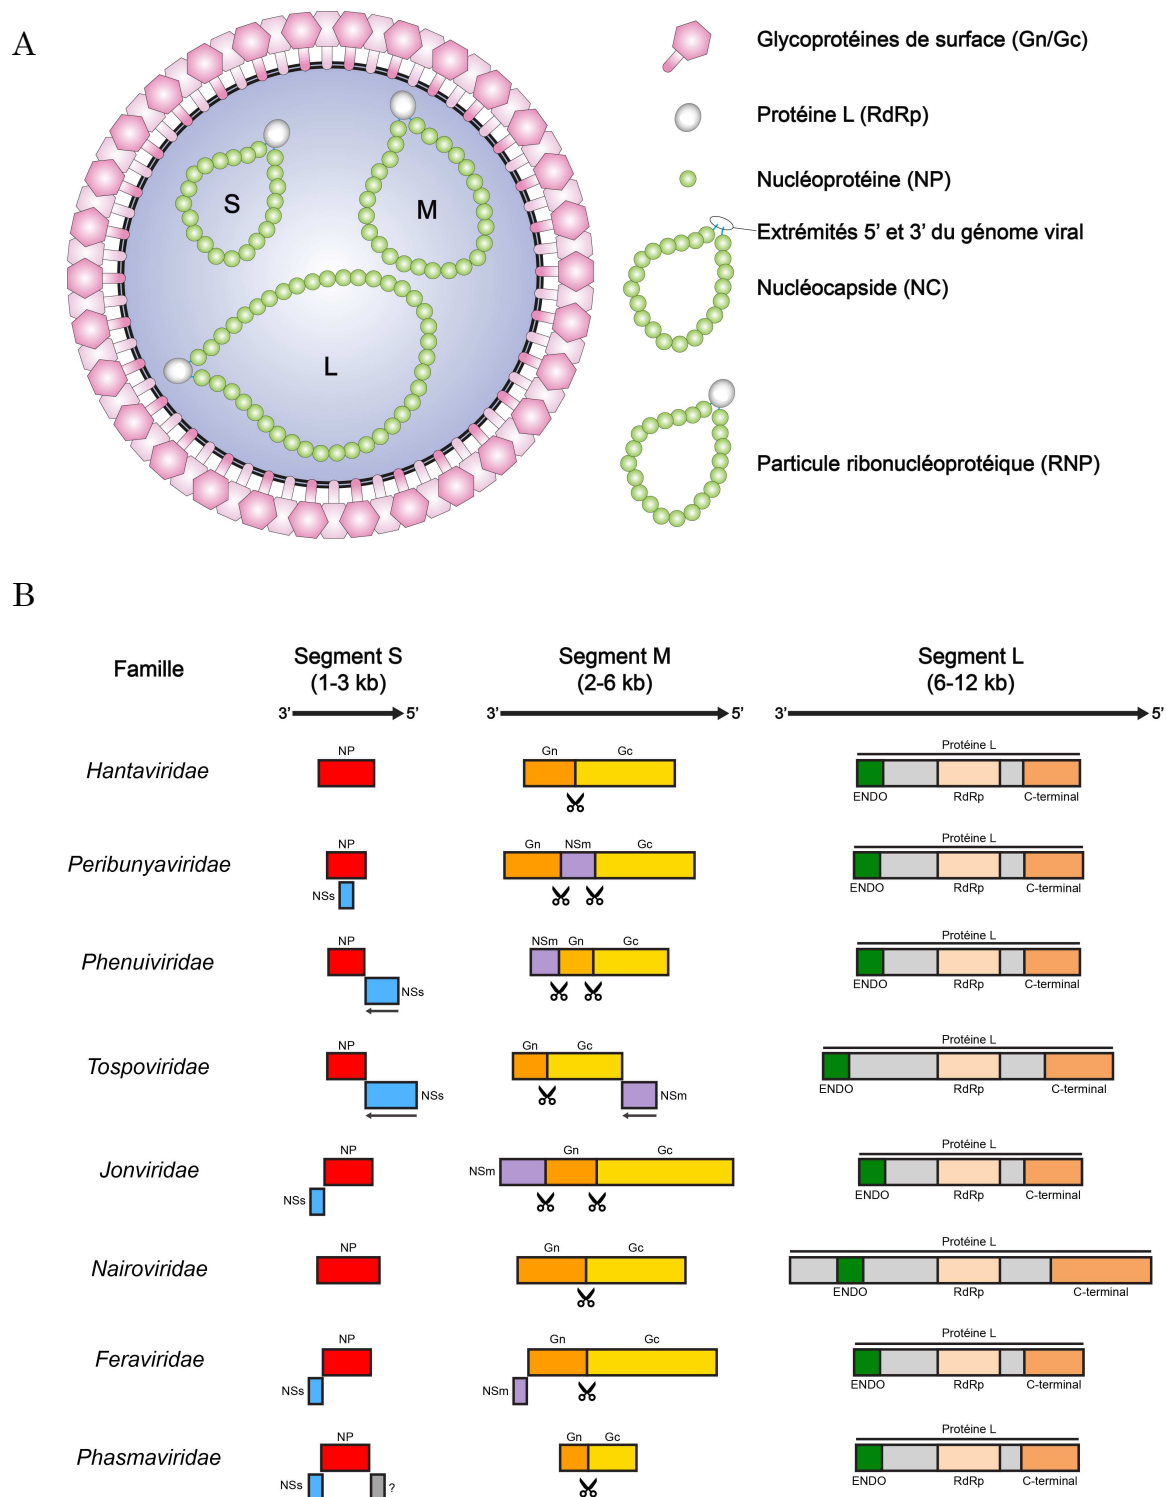 A
Glycoprotéines de surface (Gn/Gc)
Protéine L (RdRp)
Nucléoprotéine (NP)
Extrémités 5’ et 3’ du génome viral
Nucléocapside (NC)
Particule ribonucléoprotéique (RNP)
S
M
L
B
Famille
Segment S
(1-3 kb)
Segment M
(2-6 kb)
Segment L
(6-12 kb)
3’ 5’ 3’ 5’ 3’ 5’
Hantaviridae
NP
Gn Gc
Protéine L
ENDO RdRp C-terminal
Peribunyaviridae
NP
NSs
Gn NSm Gc
Protéine L
ENDO RdRp C-terminal
Phenuiviridae
NP
NSs
NSm Gn Gc
Protéine L
ENDO RdRp C-terminal
Tospoviridae
NP
NSs
Gn Gc
NSm
Protéine L
ENDO RdRp C-terminal
Jonviridae
NP
NSs
NSm Gn Gc
Protéine L
ENDO RdRp C-terminal
Nairoviridae
NP
Gn Gc
Protéine L
ENDO RdRp C-terminal
Feraviridae
NP
NSs
Gn Gc
NSm
Protéine L
ENDO RdRp C-terminal
Phasmaviridae
NP
NSs ?
Gn Gc
Protéine L
ENDO RdRp C-terminal